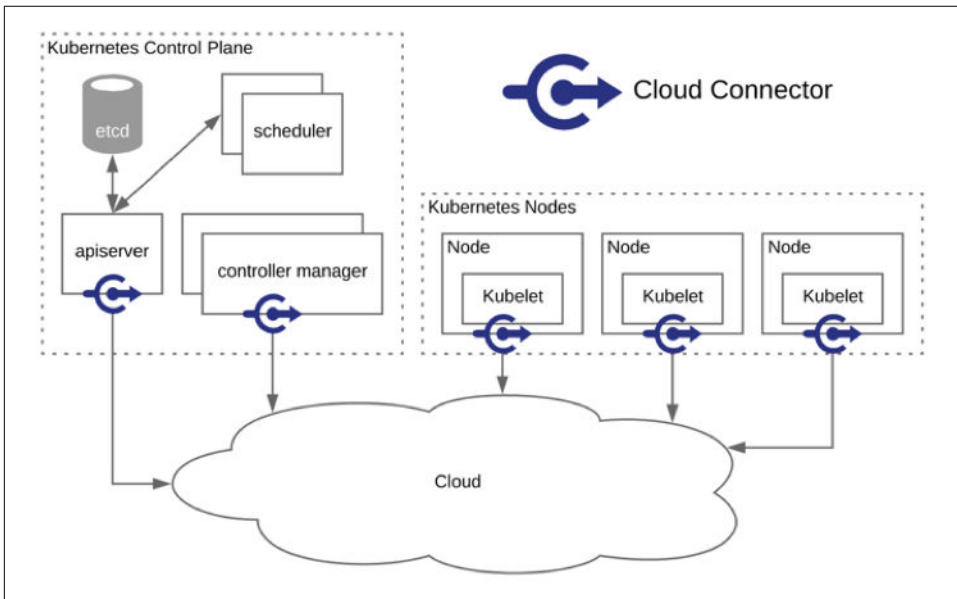 Kubernetes Control Plane
etcd
scheduler
apiserver
controller manager
Cloud Connector
Kubernetes Nodes
Node
Node
Node
Kubelet
Kubelet
Kubelet
Cloud